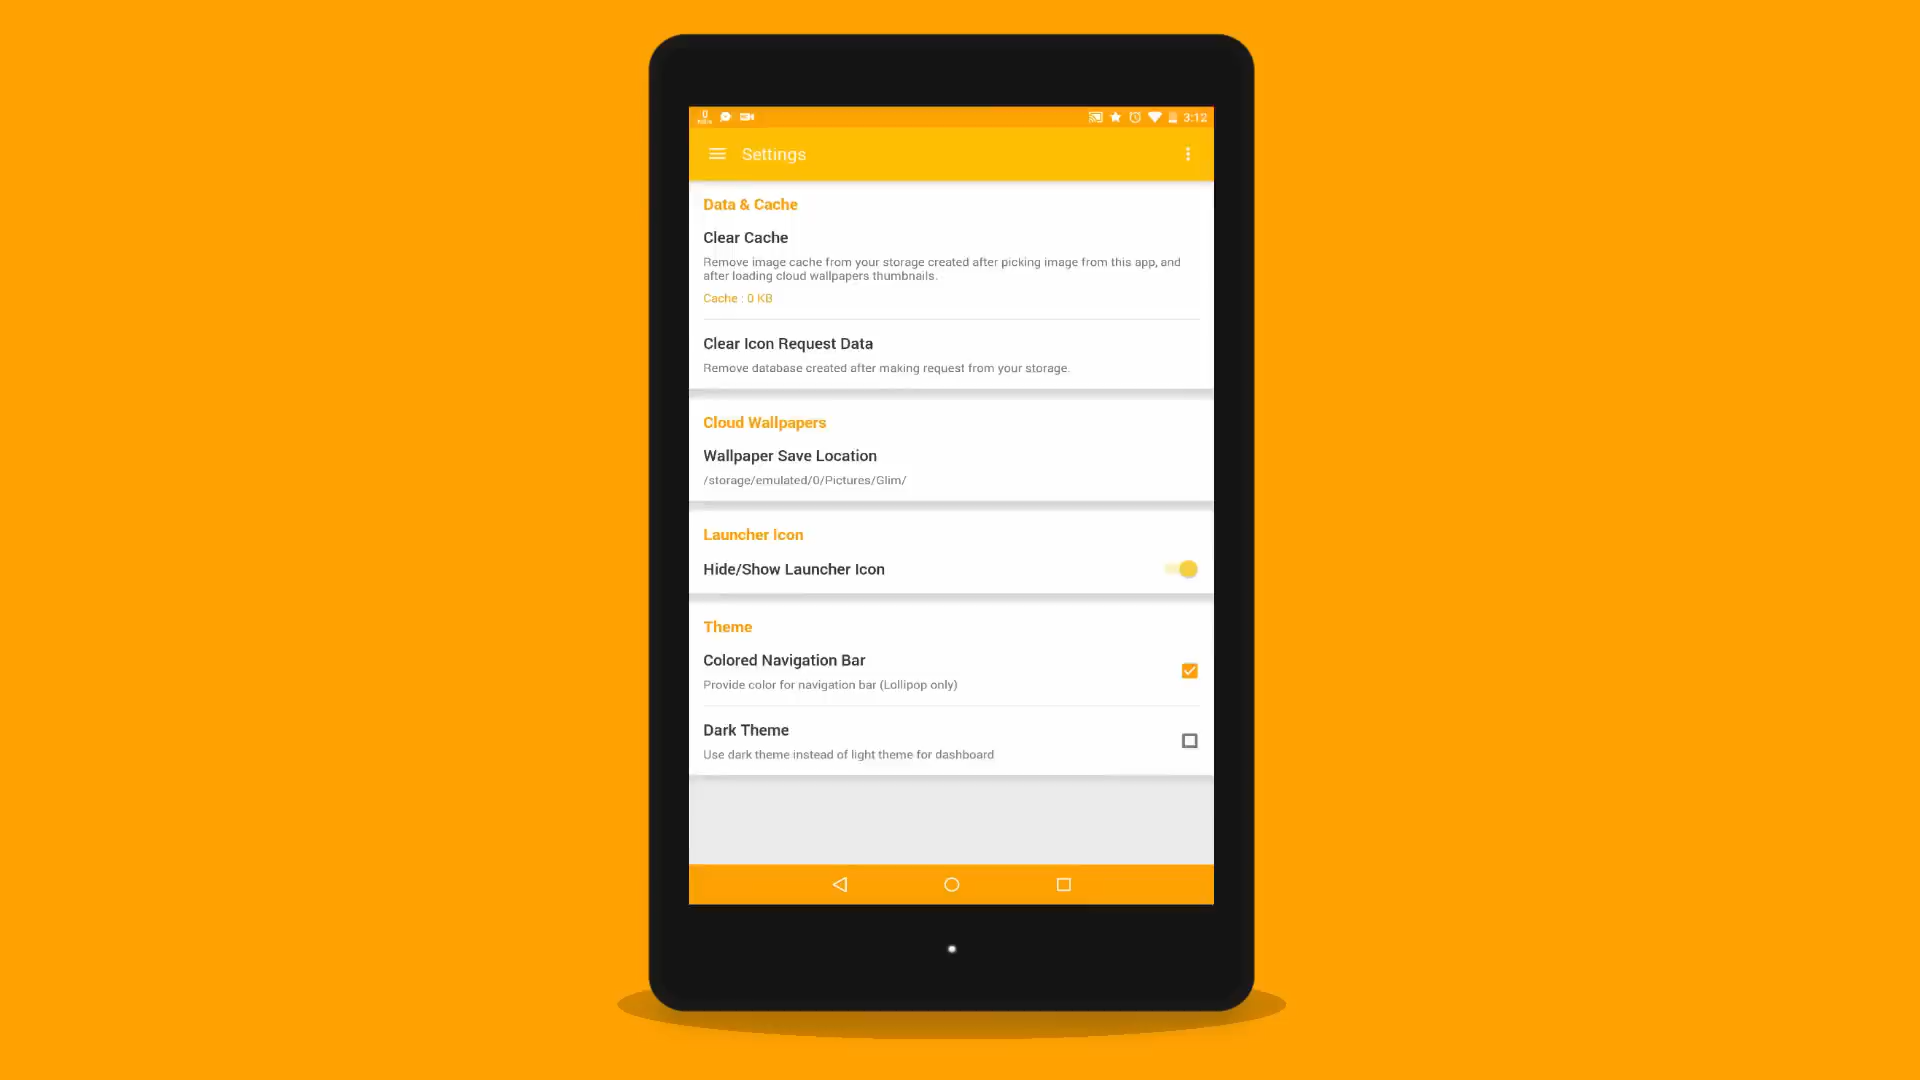 3:12
Settings
Data & Cache
Clear Cache
Remove image cache from your storage created after picking image from this app, and
after loading cloud wallpapers thumbnails.
Cache : 0 KB
Clear Icon Request Data
Remove database created after making request from your storage.
Cloud Wallpapers
Wallpaper Save Location
/storage/emulated/0/Pictures/Glim/
Launcher Icon
Hide/Show Launcher Icon
Theme
Colored Navigation Bar
Provide color for navigation bar (Lollipop only)
Dark Theme
Use dark theme instead of light theme for dashboard